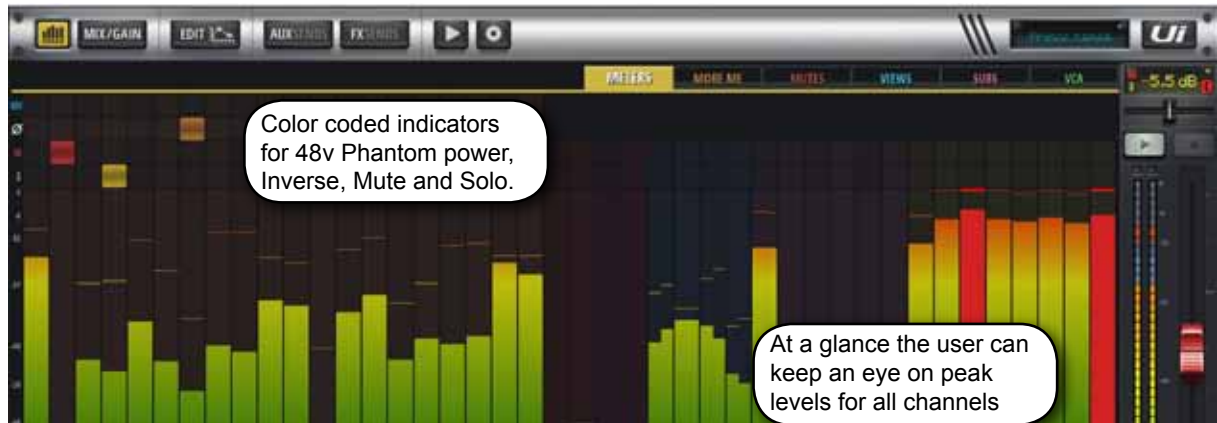 MIX/GAIN EDIT AUXSENDS FXSENDS Ui
METERS MORE ME MUTES VIEWS SUBS VCA -5.5 dB
Color coded indicators
for 48v Phantom power,
Inverse, Mute and Solo.
At a glance the user can
keep an eye on peak
levels for all channels